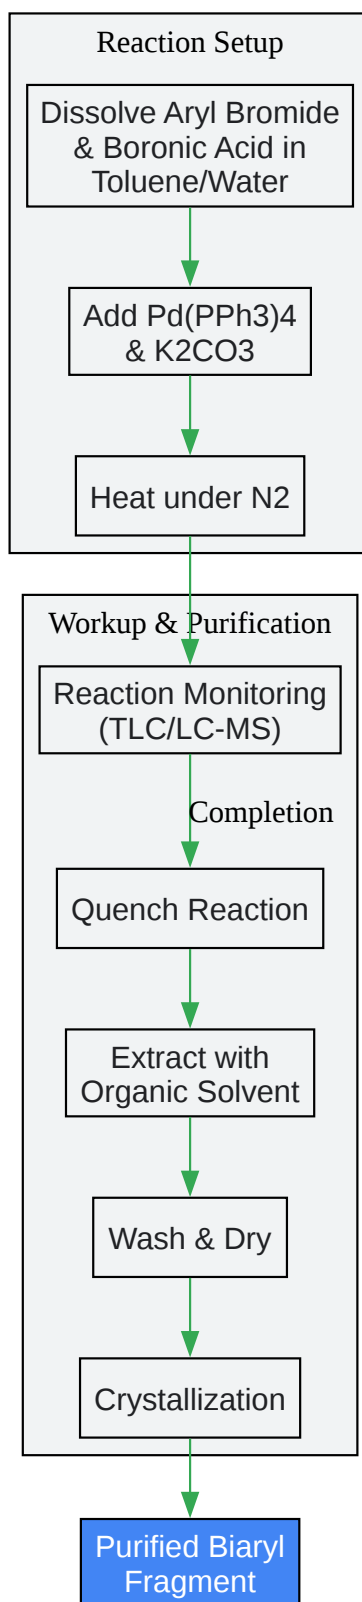 Reaction Setup
Dissolve Aryl Bromide
& Boronic Acid in
Toluene/Water
Add Pd(PPh3)4
& K2CO3
Heat under N2
Workup & Purification
Reaction Monitoring
(TLC/LC-MS)
Completion
Quench Reaction
Extract with
Organic Solvent
Wash & Dry
Crystallization
Purified Biaryl
Fragment